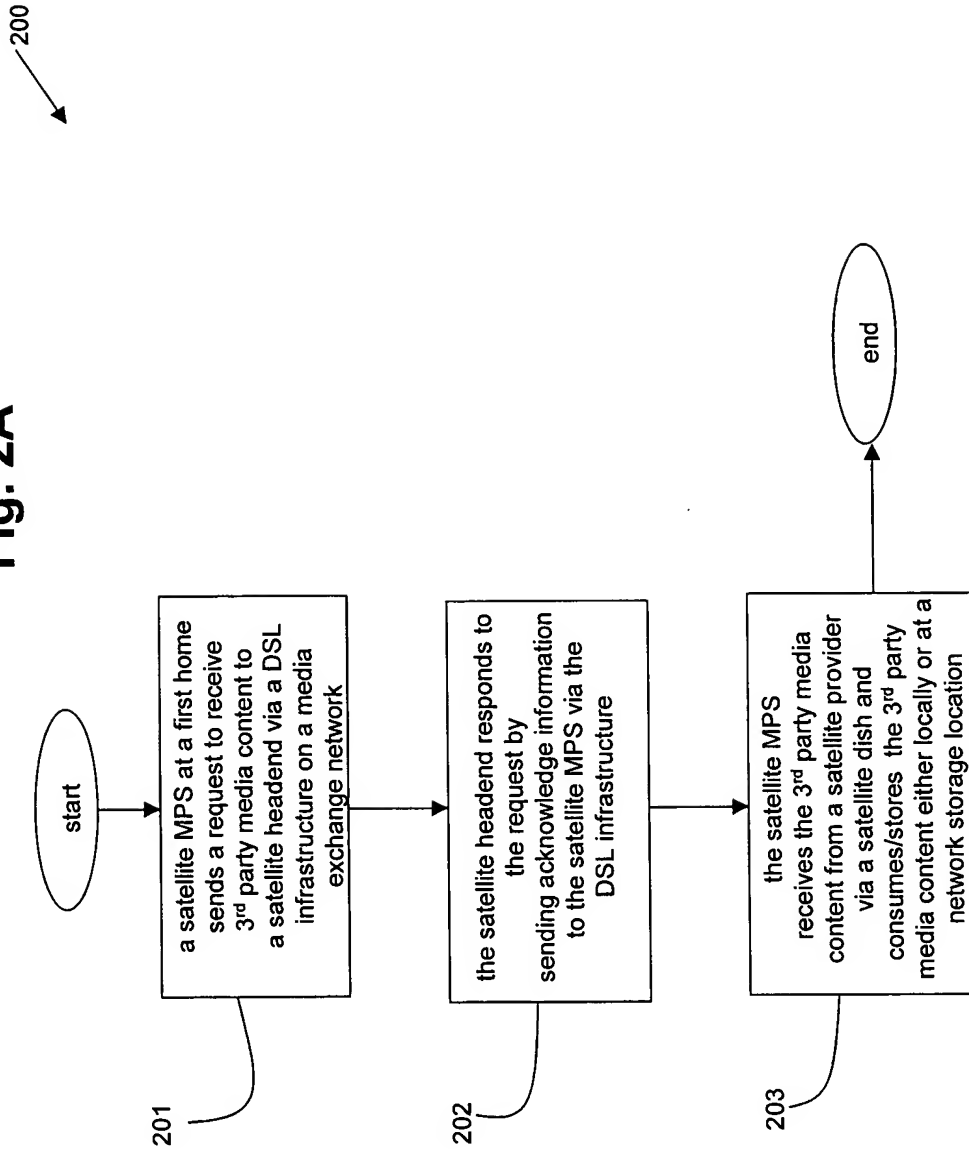 Fig. 2A
200
start
a satellite MPS at a first home
sends a request to receive
3rd party media content to
a satellite headend via a DSL
infrastructure on a media
exchange network
201
the satellite headend responds to
the request by
sending acknowledge information
to the satellite MPS via the
DSL infrastructure
202
the satellite MPS
receives the 3rd party media
content from a satellite provider
via a satellite dish and
consumes/stores the 3rd party
media content either locally or at a
network storage location
203
end